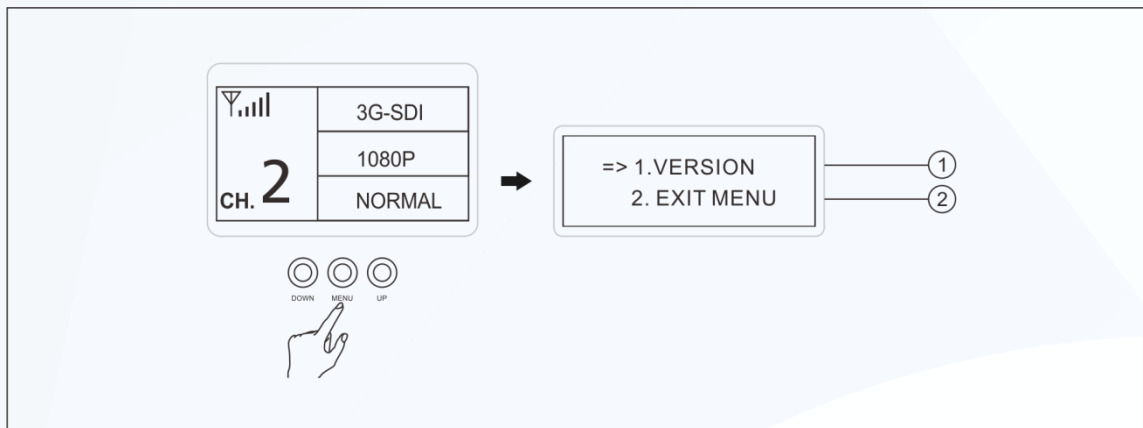 3G-SDI
1080P
CH. 2
NORMAL
DOWN MENU UP
=> 1.VERSION
2. EXIT MENU
1
2